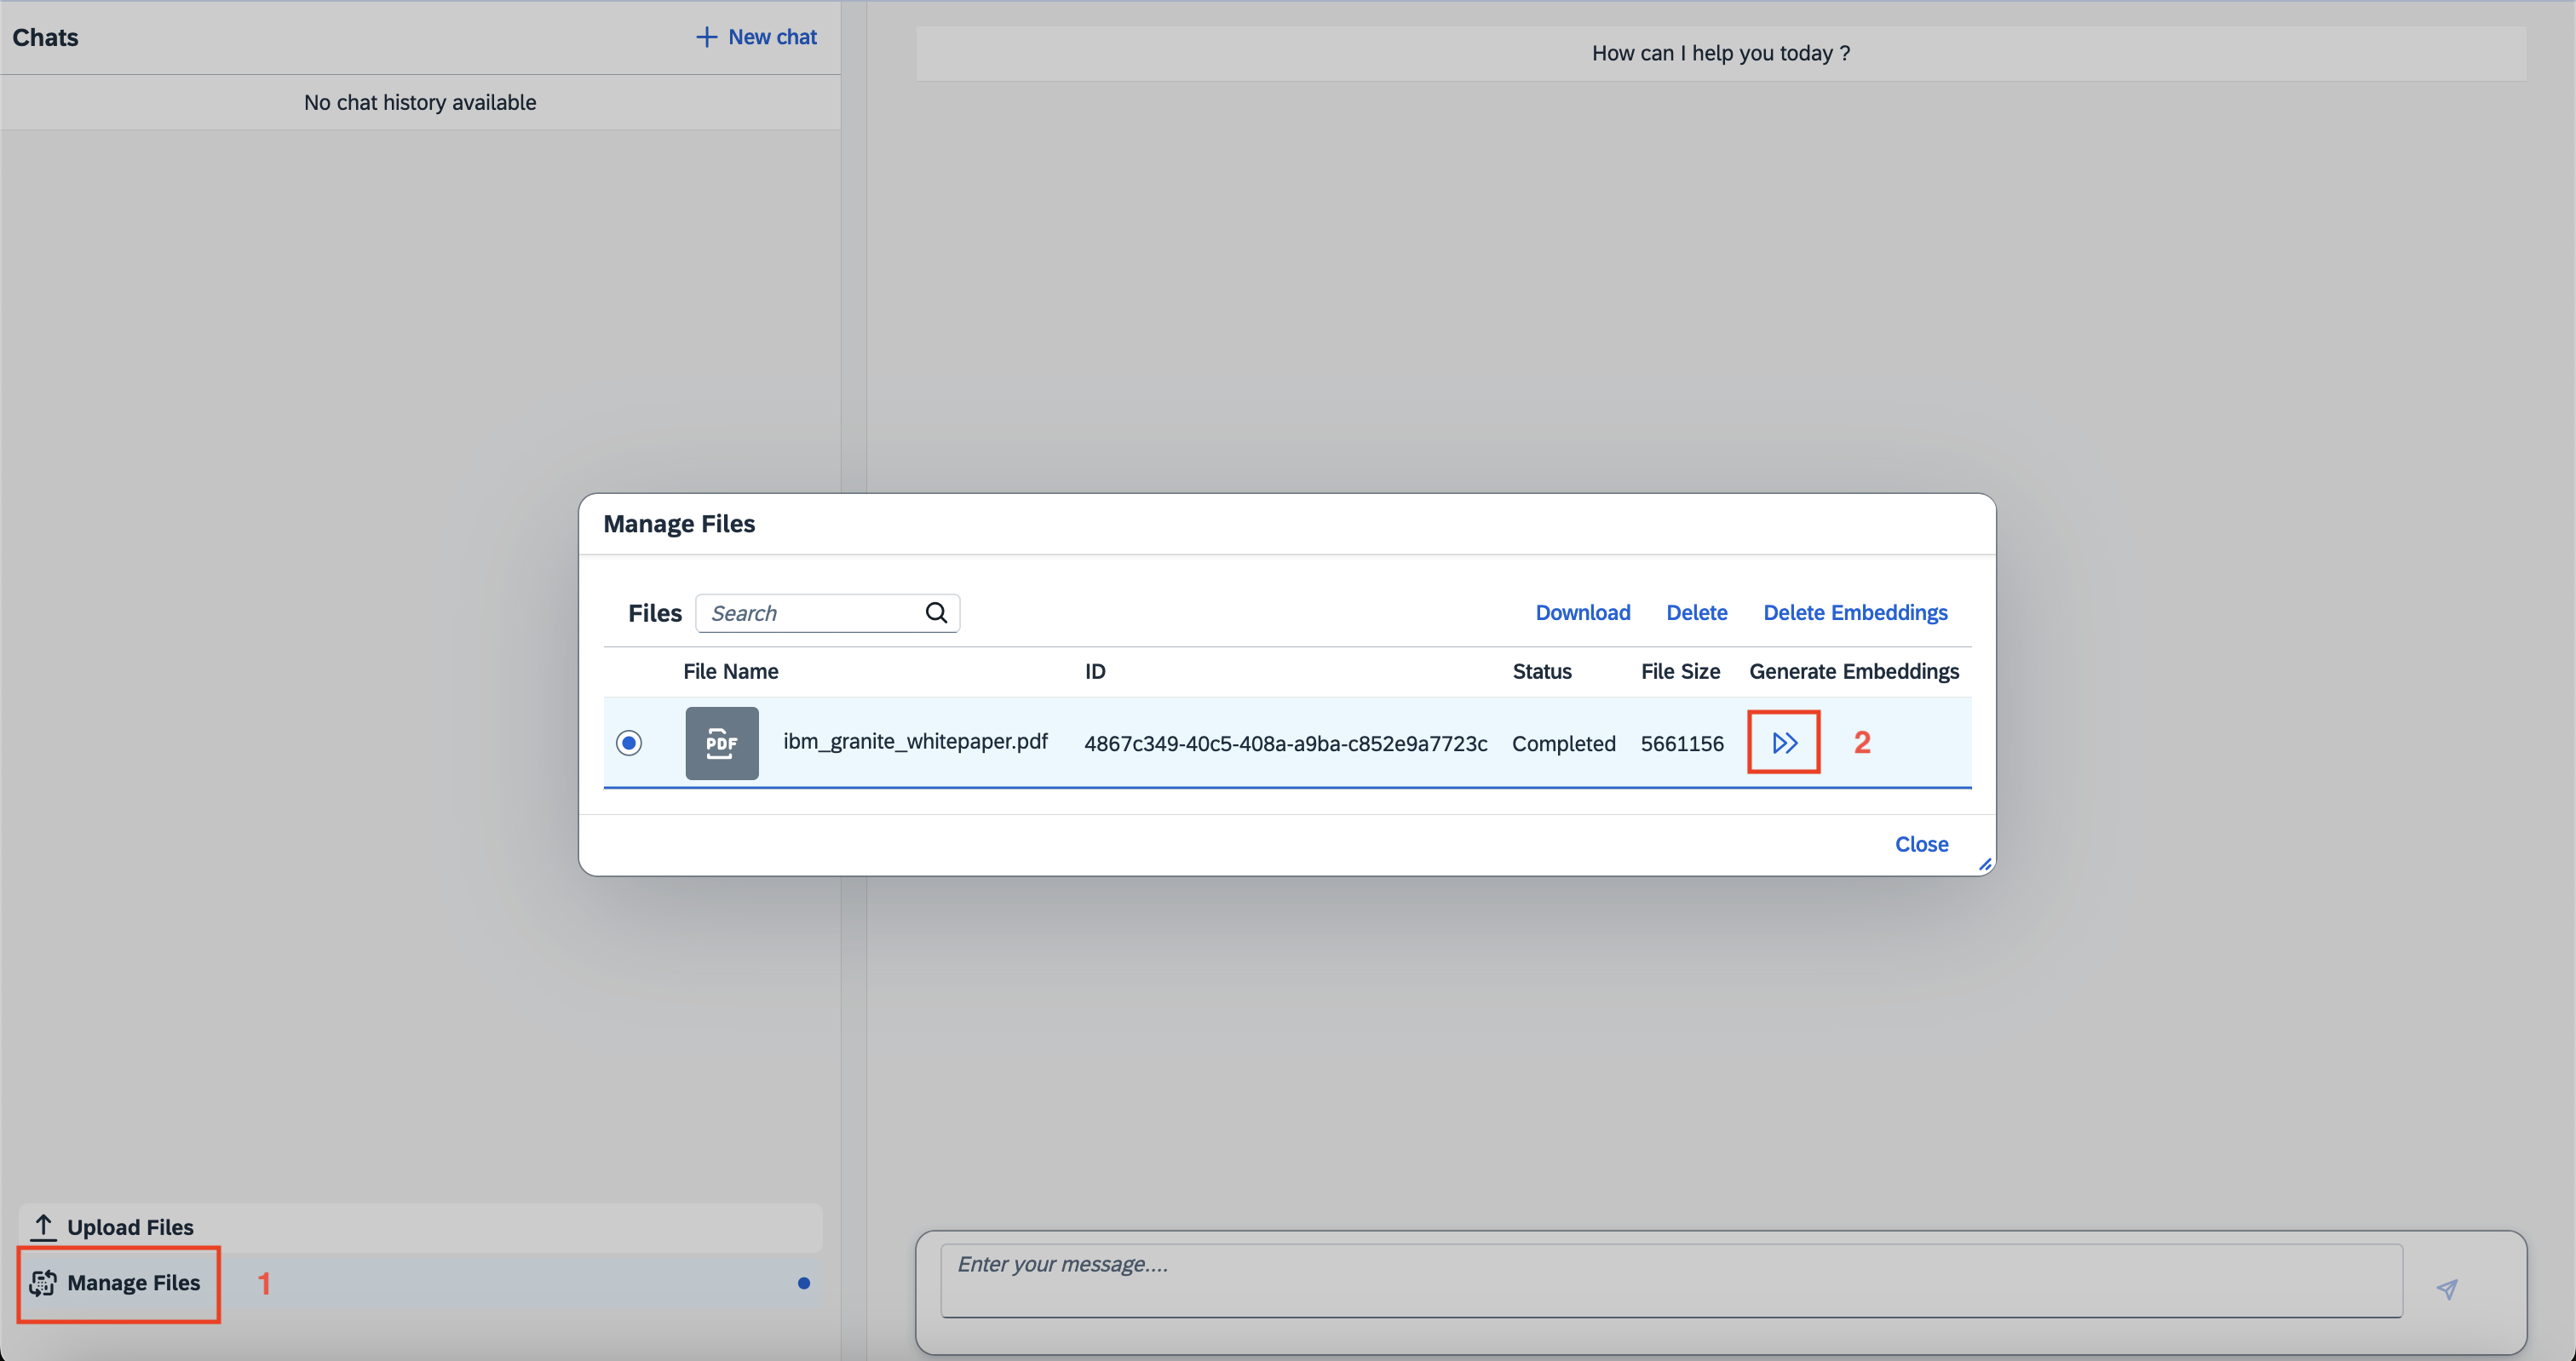 Chats
New chat
No chat history available
How can I help you today ?
Manage Files
Files Search Download Delete Delete Embeddings
File Name ID Status File Size Generate Embeddings
PDF ibm_granite_whitepaper.pdf 4867c349-40c5-408a-a9ba-c852e9a7723c Completed 5661156 2
Close
Upload Files
Manage Files 1
Enter your message....